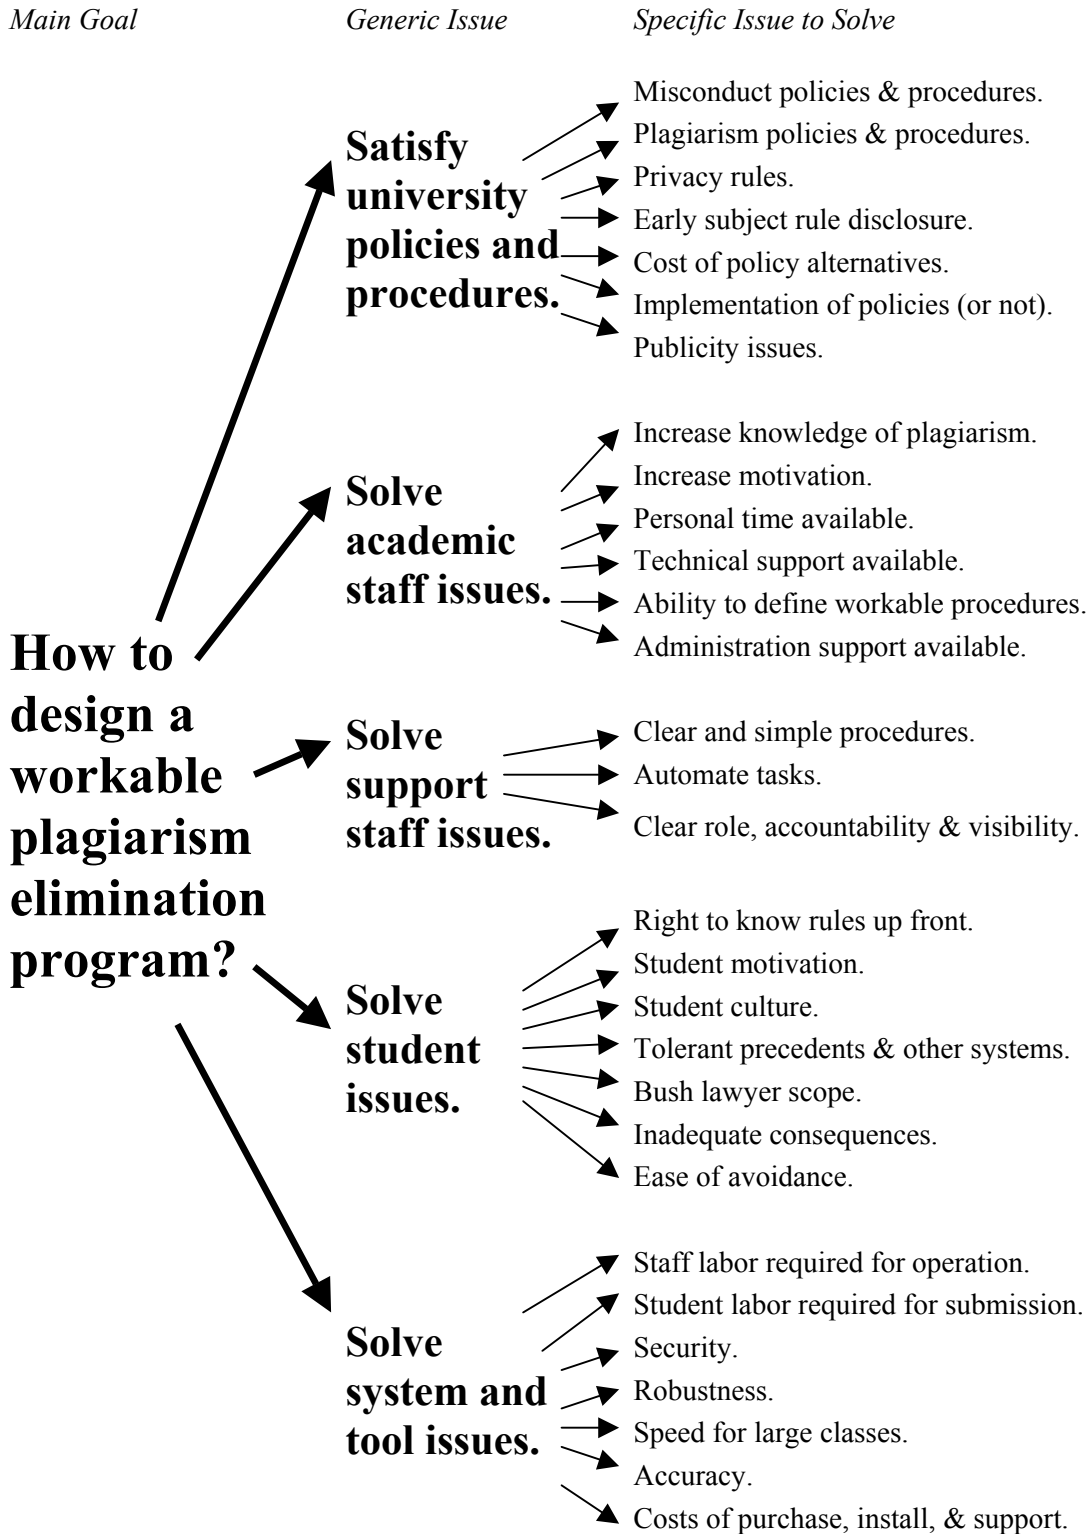 Main Goal
Generic Issue
Specific Issue to Solve
How to
design a
workable
plagiarism
elimination
program?
Satisfy
university
policies and
procedures.
Misconduct policies & procedures.
Plagiarism policies & procedures.
Privacy rules.
Early subject rule disclosure.
Cost of policy alternatives.
Implementation of policies (or not).
Publicity issues.
Solve
academic
staff issues.
Increase knowledge of plagiarism.
Increase motivation.
Personal time available.
Technical support available.
Ability to define workable procedures.
Administration support available.
Solve
support
staff issues.
Clear and simple procedures.
Automate tasks.
Clear role, accountability & visibility.
Solve
student
issues.
Right to know rules up front.
Student motivation.
Student culture.
Tolerant precedents & other systems.
Bush lawyer scope.
Inadequate consequences.
Ease of avoidance.
Solve
system and
tool issues.
Staff labor required for operation.
Student labor required for submission.
Security.
Robustness.
Speed for large classes.
Accuracy.
Costs of purchase, install, & support.